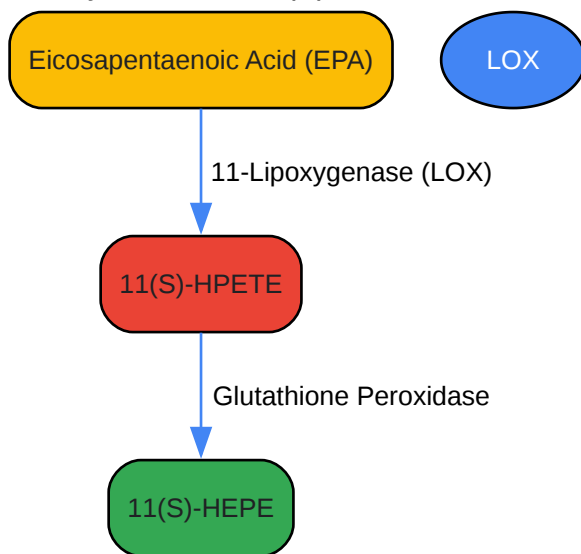 Eicosapentaenoic Acid (EPA)
LOX
11-Lipoxygenase (LOX)
11(S)-HPETE
Glutathione Peroxidase
11(S)-HEPE